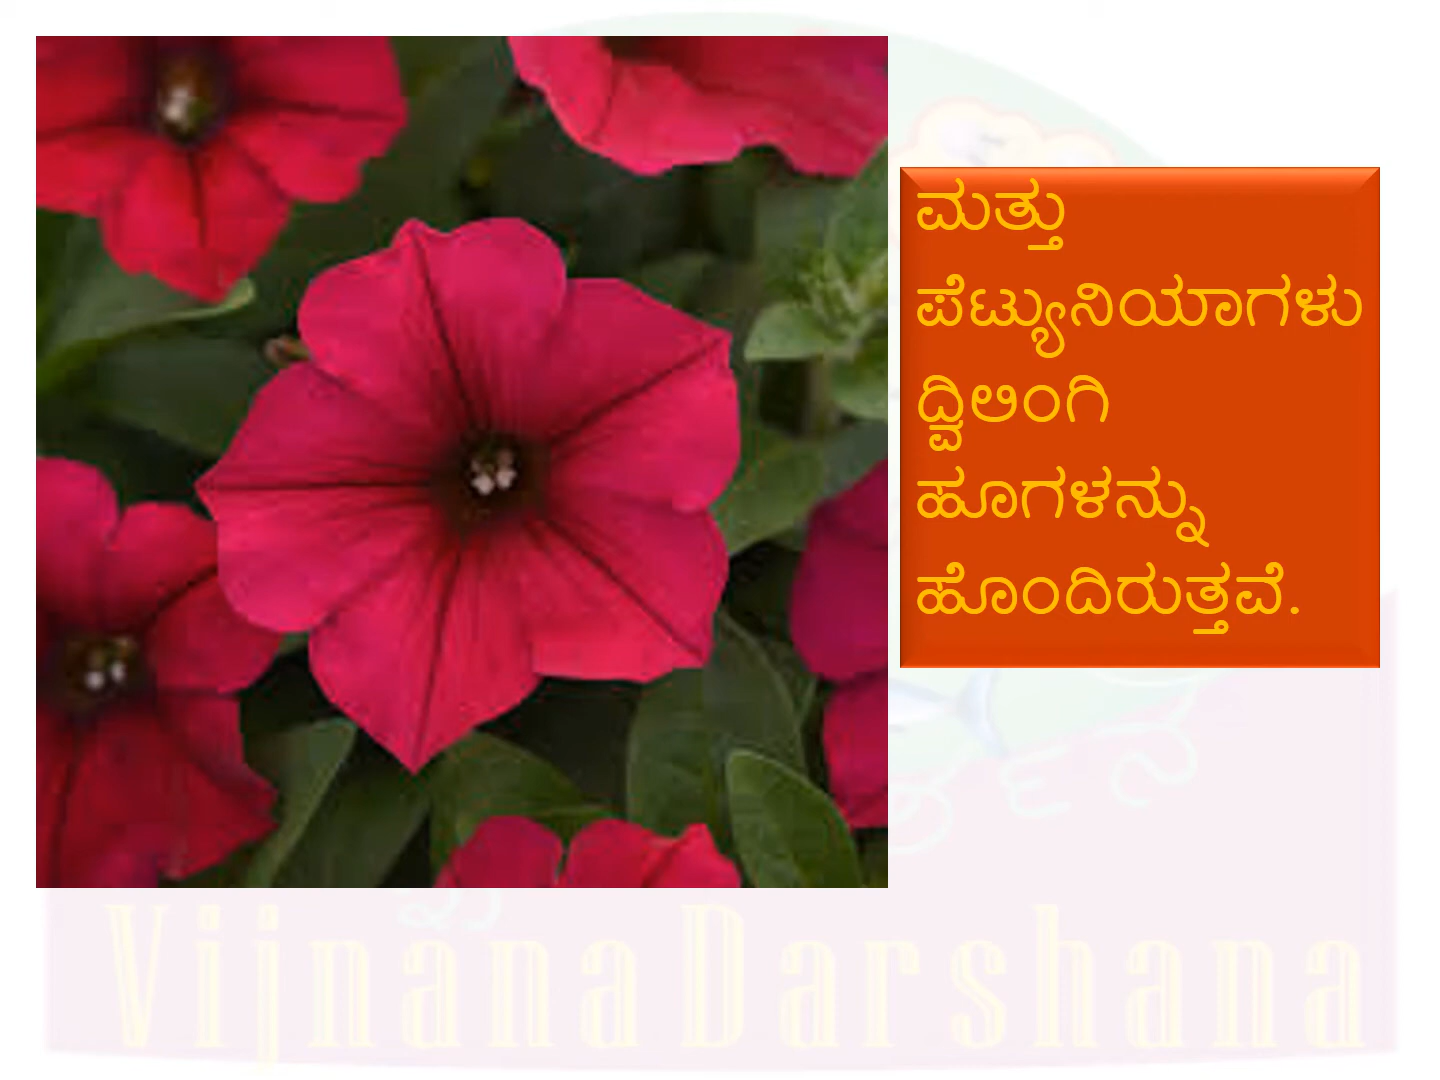 ಮತ್ತು
ಪೆಟ್ಯುನಿಯಾಗಳು
ದ್ವಿಲಿಂಗಿ
ಹೂಗಳನ್ನು
ಹೊಂದಿರುತ್ತವೆ.
Vijnana Darshana